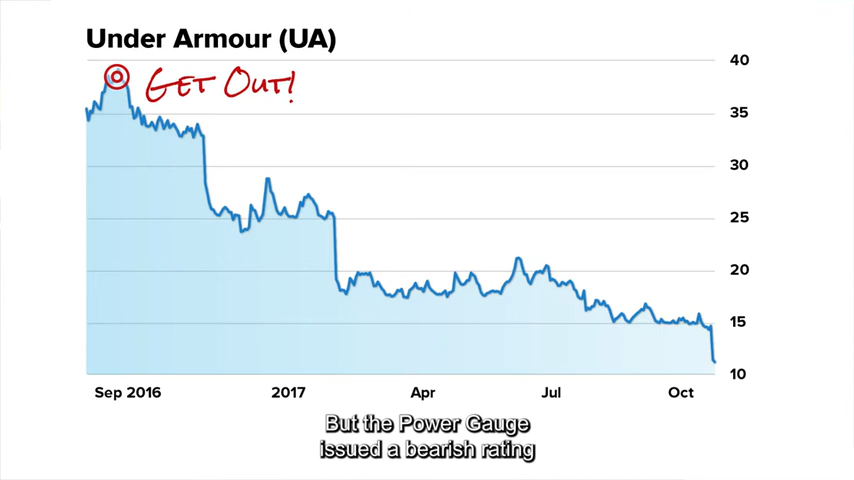 Under Armour (UA)
GET OUT!
40
35
30
25
20
15
10
Sep 2016 2017 Apr Jul Oct
But the Power Gauge
issued a bearish rating